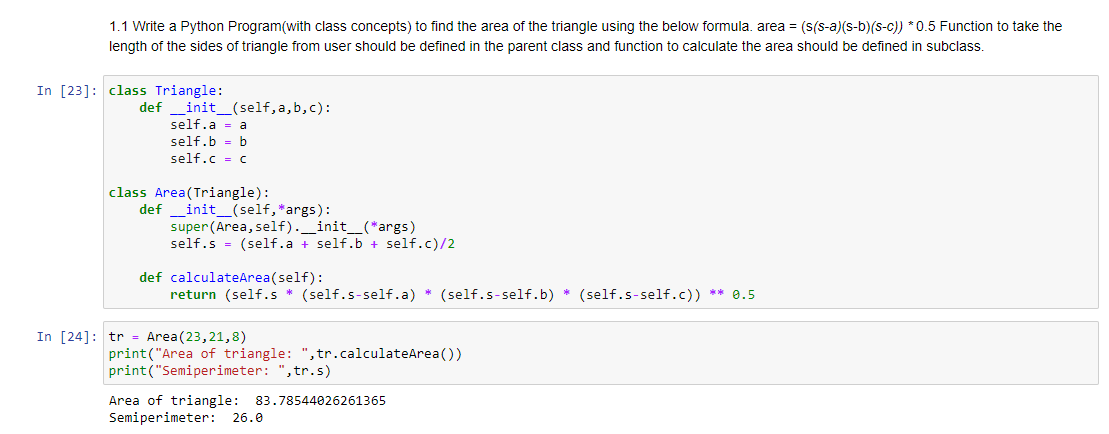 1.1 Write a Python Program(with class concepts) to find the area of the triangle using the below formula. area = (s(s-a)(s-b)(s-c)) * 0.5 Function to take the
length of the sides of triangle from user should be defined in the parent class and function to calculate the area should be defined in subclass.
In [23]: class Triangle:
    def __init__(self,a,b,c):
        self.a = a
        self.b = b
        self.c = c
class Area(Triangle):
    def __init__(self,*args):
        super(Area,self).__init__(*args)
        self.s = (self.a + self.b + self.c)/2
    def calculateArea(self):
        return (self.s * (self.s-self.a) * (self.s-self.b) * (self.s-self.c)) ** 0.5
In [24]: tr = Area(23,21,8)
print("Area of triangle: ",tr.calculateArea())
print("Semiperimeter: ",tr.s)
Area of triangle:  83.78544026261365
Semiperimeter:  26.0